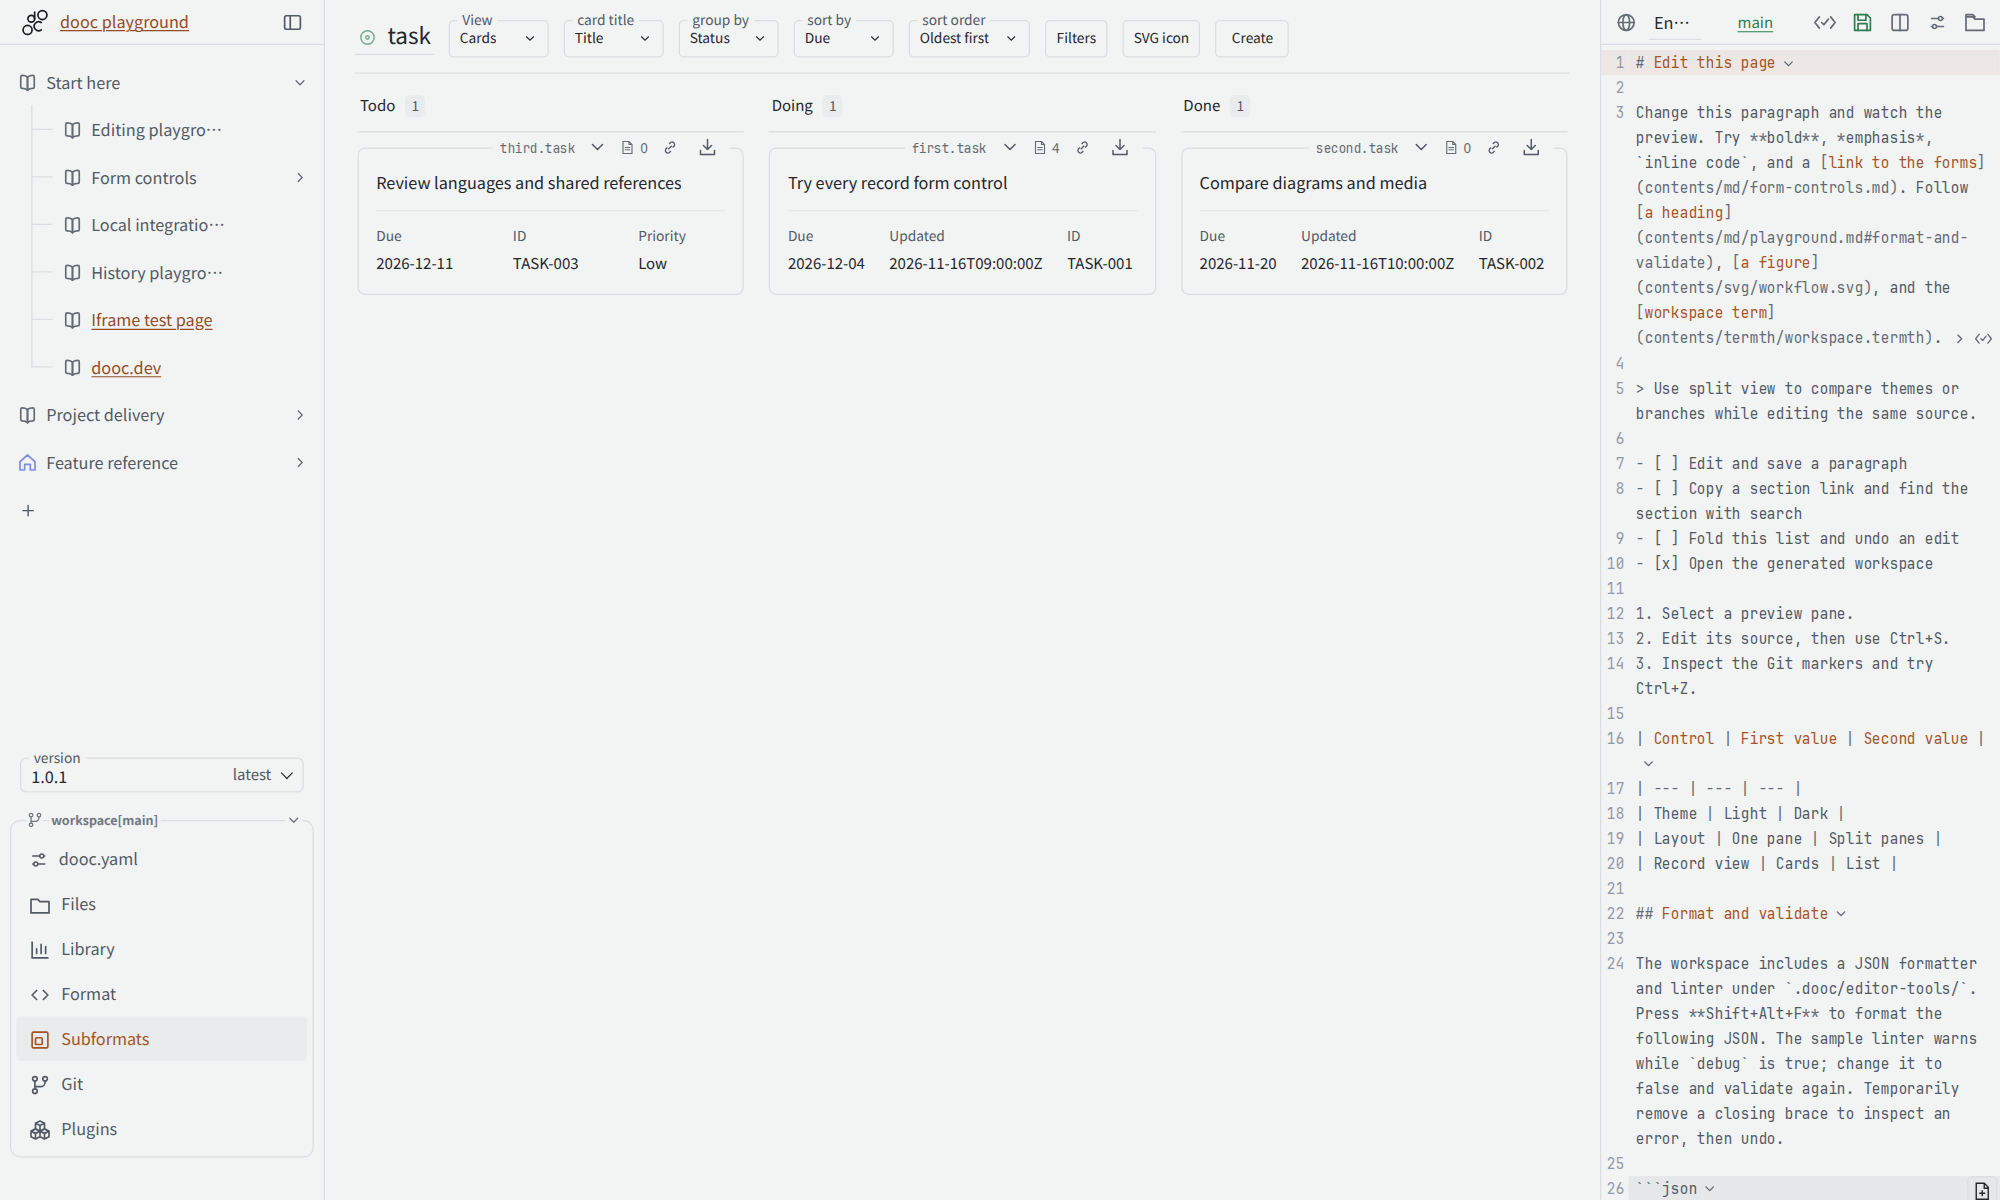 dooc playground
Start here
Editing playgro···
Form controls
Local integratio···
History playgro···
Iframe test page
dooc.dev
Project delivery
Feature reference
version
1.0.1
latest
workspace[main]
dooc.yaml
Files
Library
Format
Subformats
Git
Plugins
task
View
Cards
card title
Title
group by
Status
sort by
Due
sort order
Oldest first
Filters
SVG icon
Create
Todo 1
third.task 0
Review languages and shared references
Due ID Priority
2026-12-11 TASK-003 Low
Doing 1
first.task 4
Try every record form control
Due Updated ID
2026-12-04 2026-11-16T09:00:00Z TASK-001
Done 1
second.task 0
Compare diagrams and media
Due Updated ID
2026-11-20 2026-11-16T10:00:00Z TASK-002
En··· main
1 # Edit this page
2
3 Change this paragraph and watch the
preview. Try **bold**, *emphasis*,
`inline code`, and a [link to the forms]
(contents/md/form-controls.md). Follow
[a heading]
(contents/md/playground.md#format-and-
validate), [a figure]
(contents/svg/workflow.svg), and the
[workspace term]
(contents/termth/workspace.termth).
4
5 > Use split view to compare themes or
branches while editing the same source.
6
7 - [ ] Edit and save a paragraph
8 - [ ] Copy a section link and find the
section with search
9 - [ ] Fold this list and undo an edit
10 - [x] Open the generated workspace
11
12 1. Select a preview pane.
13 2. Edit its source, then use Ctrl+S.
14 3. Inspect the Git markers and try
Ctrl+Z.
15
16 | Control | First value | Second value |
17 | --- | --- | --- |
18 | Theme | Light | Dark |
19 | Layout | One pane | Split panes |
20 | Record view | Cards | List |
21
22 ## Format and validate
23
24 The workspace includes a JSON formatter
and linter under `.dooc/editor-tools/`.
Press **Shift+Alt+F** to format the
following JSON. The sample linter warns
while `debug` is true; change it to
false and validate again. Temporarily
remove a closing brace to inspect an
error, then undo.
25
26 ```json